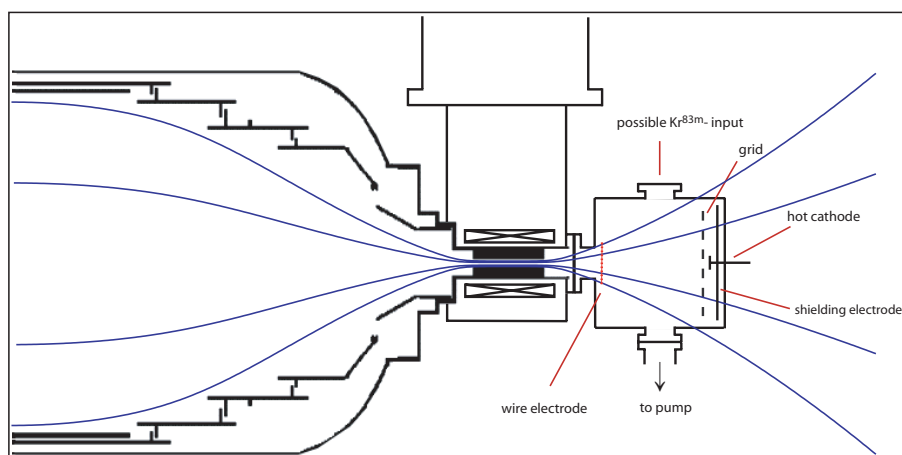 possible Kr83m- input
grid
hot cathode
shielding electrode
wire electrode
to pump